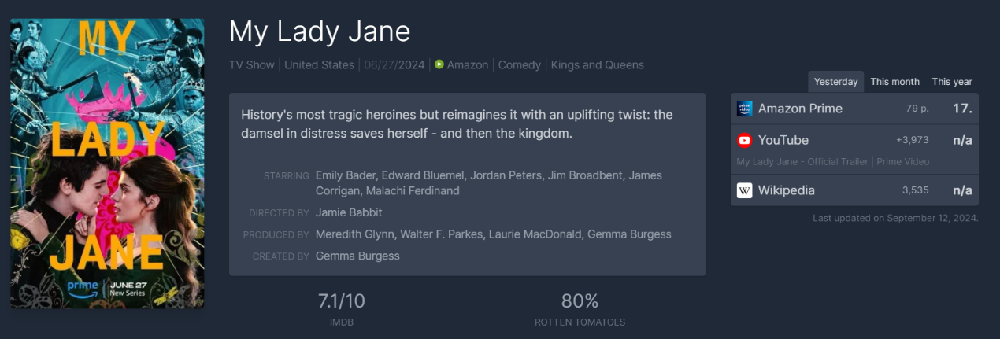 MY
LADY
JANE
prime
JUNE 27
New Series
My Lady Jane
TV Show | United States | 06/27/2024 | Amazon | Comedy | Kings and Queens
History's most tragic heroines but reimagines it with an uplifting twist: the
damsel in distress saves herself - and then the kingdom.
STARRING Emily Bader, Edward Bluemel, Jordan Peters, Jim Broadbent, James
Corrigan, Malachi Ferdinand
DIRECTED BY Jamie Babbit
PRODUCED BY Meredith Glynn, Walter F. Parkes, Laurie MacDonald, Gemma Burgess
CREATED BY Gemma Burgess
7.1/10 80%
IMDB ROTTEN TOMATOES
Yesterday This month This year
prime video Amazon Prime 79 p. 17.
YouTube +3,973 n/a
My Lady Jane - Official Trailer | Prime Video
W Wikipedia 3,535 n/a
Last updated on September 12, 2024.